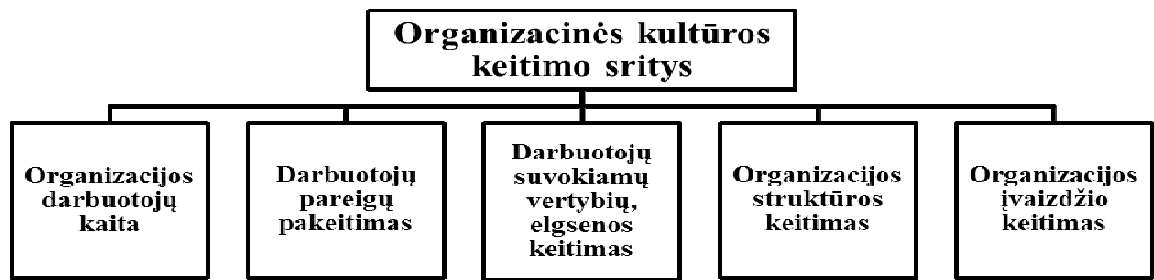 Organizacinės kultūros
keitimo sritys
Organizacijos
darbuotojų
kaita
Darbuotojų
pareigų
pakeitimas
Darbuotojų
suvokiamų
vertybių,
elgsenos
keitimas
Organizacijos
struktūros
keitimas
Organizacijos
įvaizdžio
keitimas